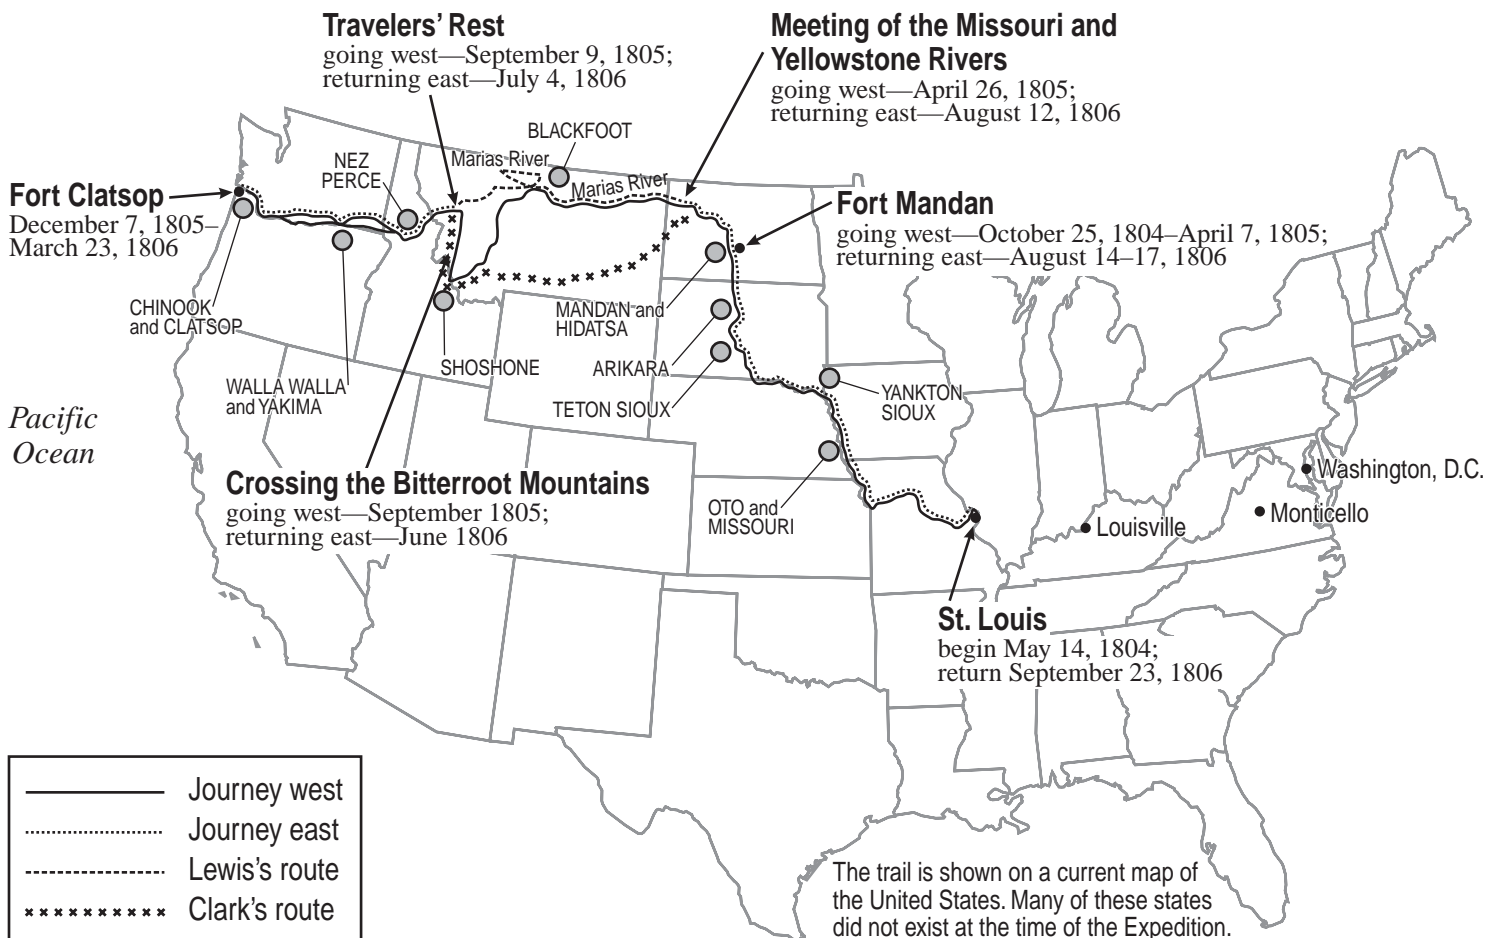 Travelers’ Rest
going west—September 9, 1805;
returning east—July 4, 1806
Meeting of the Missouri and
Yellowstone Rivers
going west—April 26, 1805;
returning east—August 12, 1806
BLACKFOOT
Marias River
NEZ
PERCE
Marias River
Fort Clatsop
December 7, 1805–
March 23, 1806
Fort Mandan
going west—October 25, 1804–April 7, 1805;
returning east—August 14–17, 1806
CHINOOK
and CLATSOP
MANDAN and
HIDATSA
SHOSHONE
ARIKARA
WALLA WALLA
and YAKIMA
TETON SIOUX
YANKTON
SIOUX
Pacific
Ocean
Crossing the Bitterroot Mountains
going west—September 1805;
returning east—June 1806
OTO and
MISSOURI
Washington, D.C.
Monticello
Louisville
St. Louis
begin May 14, 1804;
return September 23, 1806
Journey west
Journey east
Lewis’s route
Clark’s route
The trail is shown on a current map of
the United States. Many of these states
did not exist at the time of the Expedition.